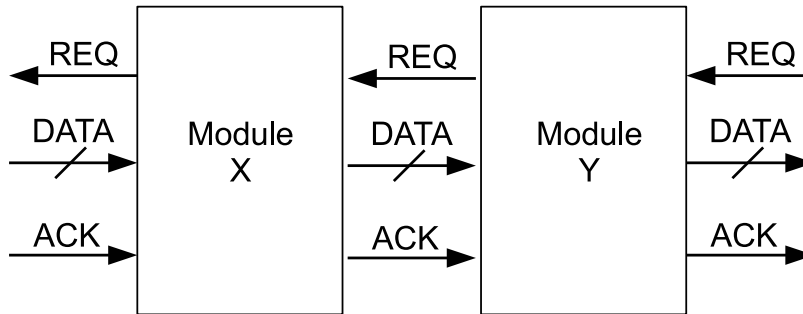 REQ
REQ
REQ
DATA
Module
X
DATA
Module
Y
DATA
ACK
ACK
ACK